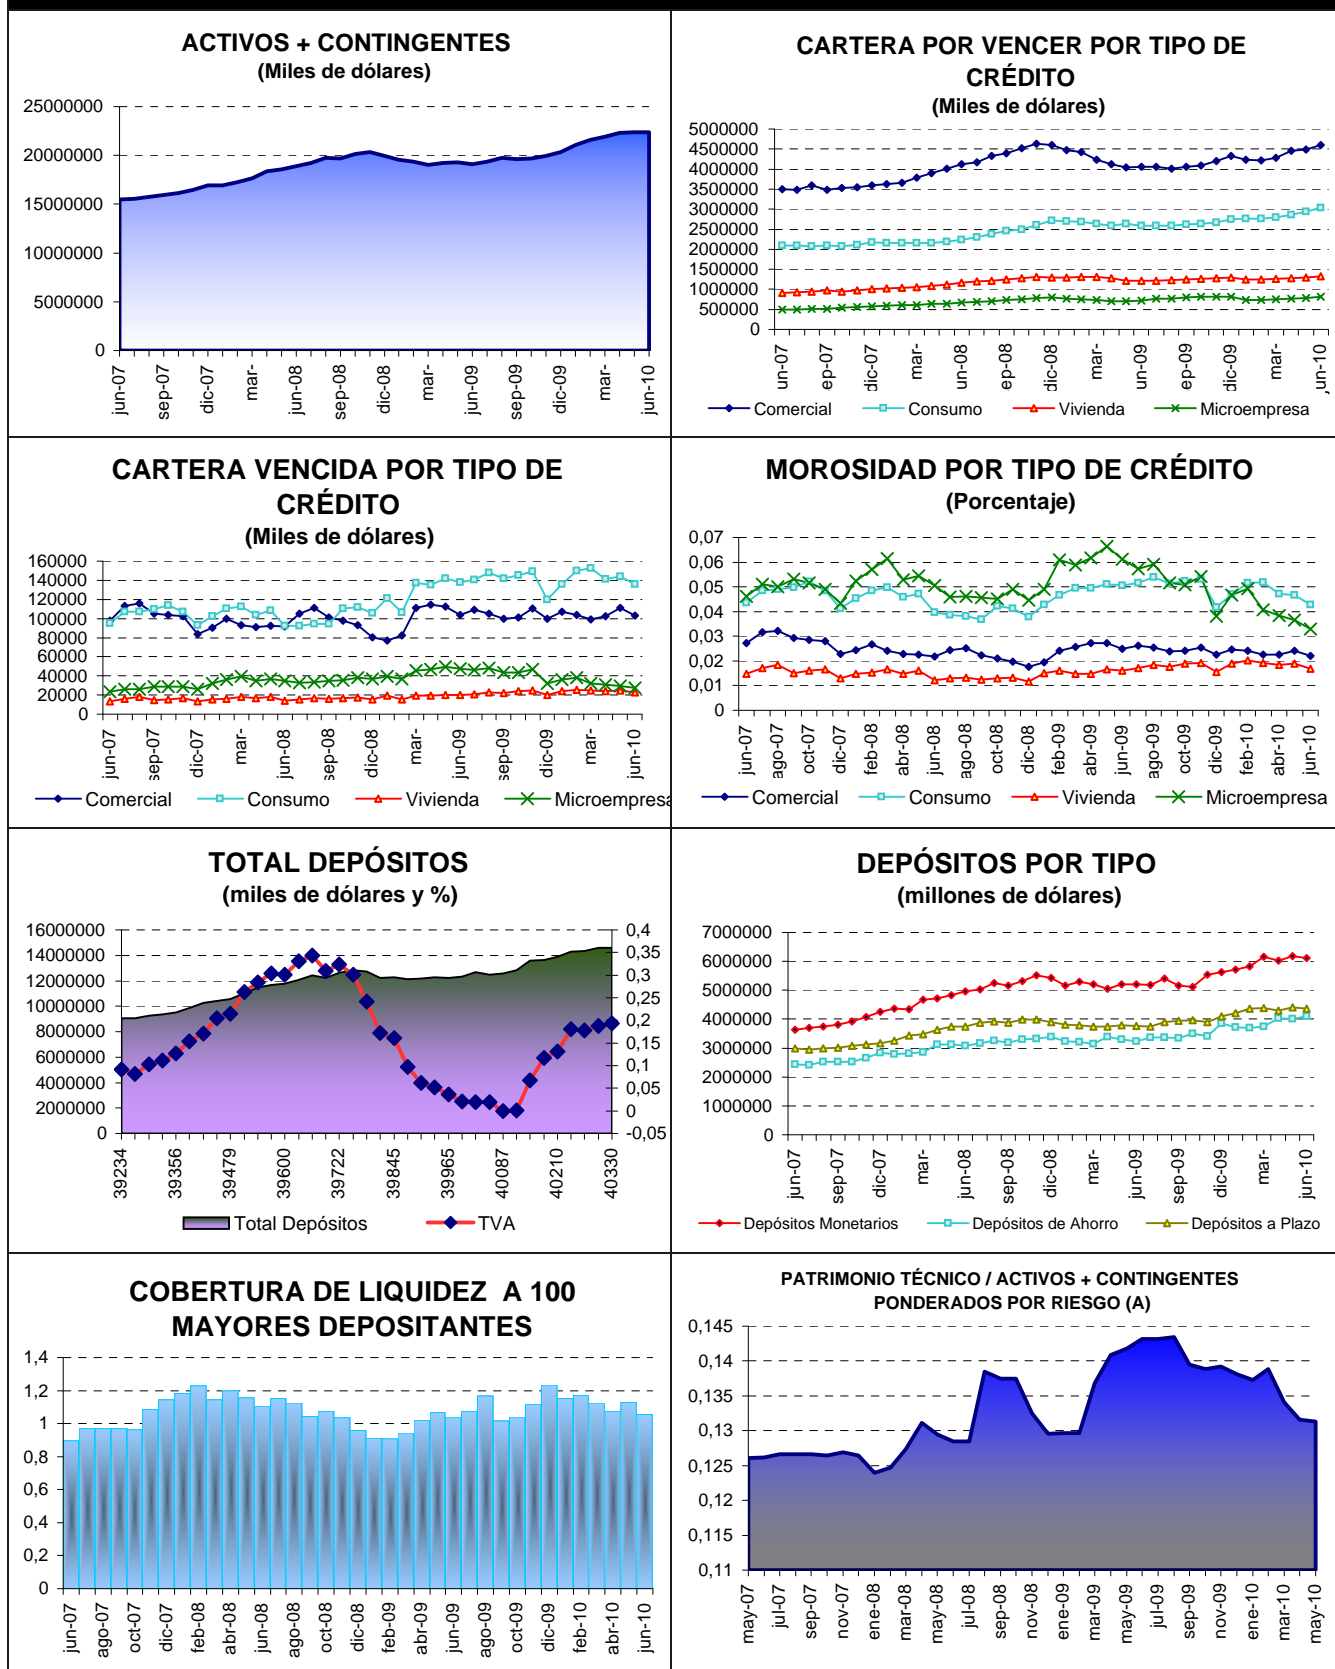 ACTIVOS + CONTINGENTES
(Miles de dólares)
25000000
20000000
15000000
10000000
5000000
0
jun-07
sep-07
dic-07
mar-
jun-08
sep-08
dic-08
mar-
jun-09
sep-09
dic-09
mar-
jun-10
CARTERA POR VENCER POR TIPO DE
CRÉDITO
(Miles de dólares)
5000000
4500000
4000000
3500000
3000000
2500000
2000000
1500000
1000000
500000
0
un-07
ep-07
dic-07
mar-
un-08
ep-08
dic-08
mar-
un-09
ep-09
dic-09
mar-
jun-10
Comercial Consumo Vivienda Microempresa
CARTERA VENCIDA POR TIPO DE
CRÉDITO
(Miles de dólares)
160000
140000
120000
100000
80000
60000
40000
20000
0
jun-07
sep-07
dic-07
mar-
jun-08
sep-08
dic-08
mar-
jun-09
sep-09
dic-09
mar-
jun-10
Comercial Consumo Vivienda Microempresa
MOROSIDAD POR TIPO DE CRÉDITO
(Porcentaje)
0,07
0,06
0,05
0,04
0,03
0,02
0,01
0
jun-07
ago-07
oct-07
dic-07
feb-08
abr-08
jun-08
ago-08
oct-08
dic-08
feb-09
abr-09
jun-09
ago-09
oct-09
dic-09
feb-10
abr-10
jun-10
Comercial Consumo Vivienda Microempresa
TOTAL DEPÓSITOS
(miles de dólares y %)
16000000
14000000
12000000
10000000
8000000
6000000
4000000
2000000
0
0,4
0,35
0,3
0,25
0,2
0,15
0,1
0,05
0
-0,05
39234
39356
39479
39600
39722
39845
39965
40087
40210
40330
Total Depósitos TVA
DEPÓSITOS POR TIPO
(millones de dólares)
7000000
6000000
5000000
4000000
3000000
2000000
1000000
0
jun-07
sep-07
dic-07
mar-
jun-08
sep-08
dic-08
mar-
jun-09
sep-09
dic-09
mar-
jun-10
Depósitos Monetarios Depósitos de Ahorro Depósitos a Plazo
COBERTURA DE LIQUIDEZ A 100
MAYORES DEPOSITANTES
1,4
1,2
1
0,8
0,6
0,4
0,2
0
jun-07
ago-07
oct-07
dic-07
feb-08
abr-08
jun-08
ago-08
oct-08
dic-08
feb-09
abr-09
jun-09
ago-09
oct-09
dic-09
feb-10
abr-10
jun-10
PATRIMONIO TÉCNICO / ACTIVOS + CONTINGENTES
PONDERADOS POR RIESGO (A)
0,145
0,14
0,135
0,13
0,125
0,12
0,115
0,11
may-07
jul-07
sep-07
nov-07
ene-08
mar-08
may-08
jul-08
sep-08
nov-08
ene-09
mar-09
may-09
jul-09
sep-09
nov-09
ene-10
mar-10
may-10